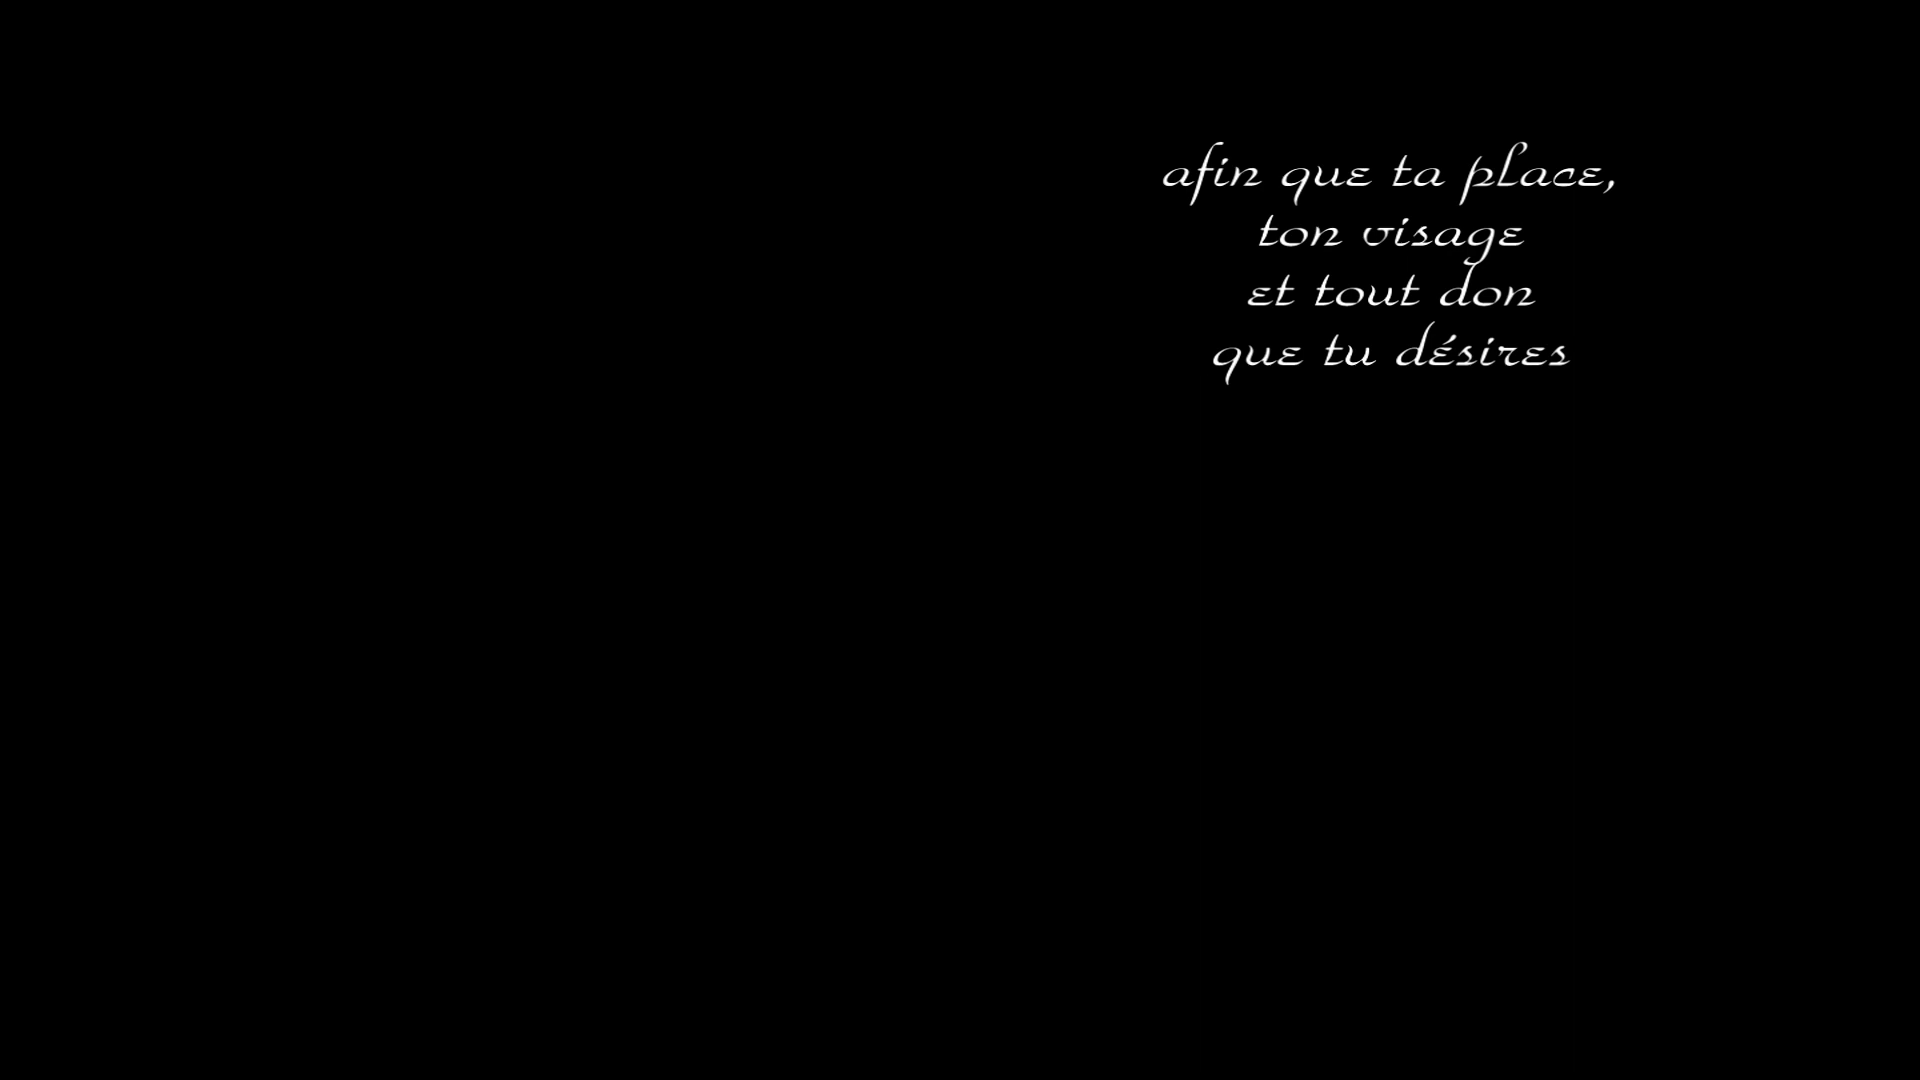 afin que ta place,
ton visage
et tout don
que tu désires